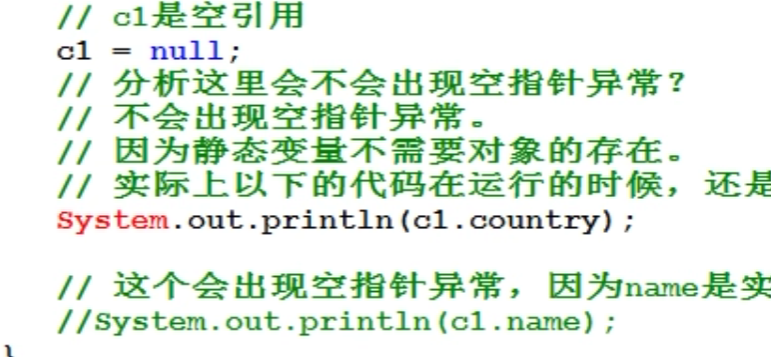 // c1是空引用
c1 = null;
// 分析这里会不会出现空指针异常？
// 不会出现空指针异常。
// 因为静态变量不需要对象的存在。
// 实际上以下的代码在运行的时候，还是
System.out.println(c1.country);
// 这个会出现空指针异常，因为name是实
//System.out.println(c1.name);
}